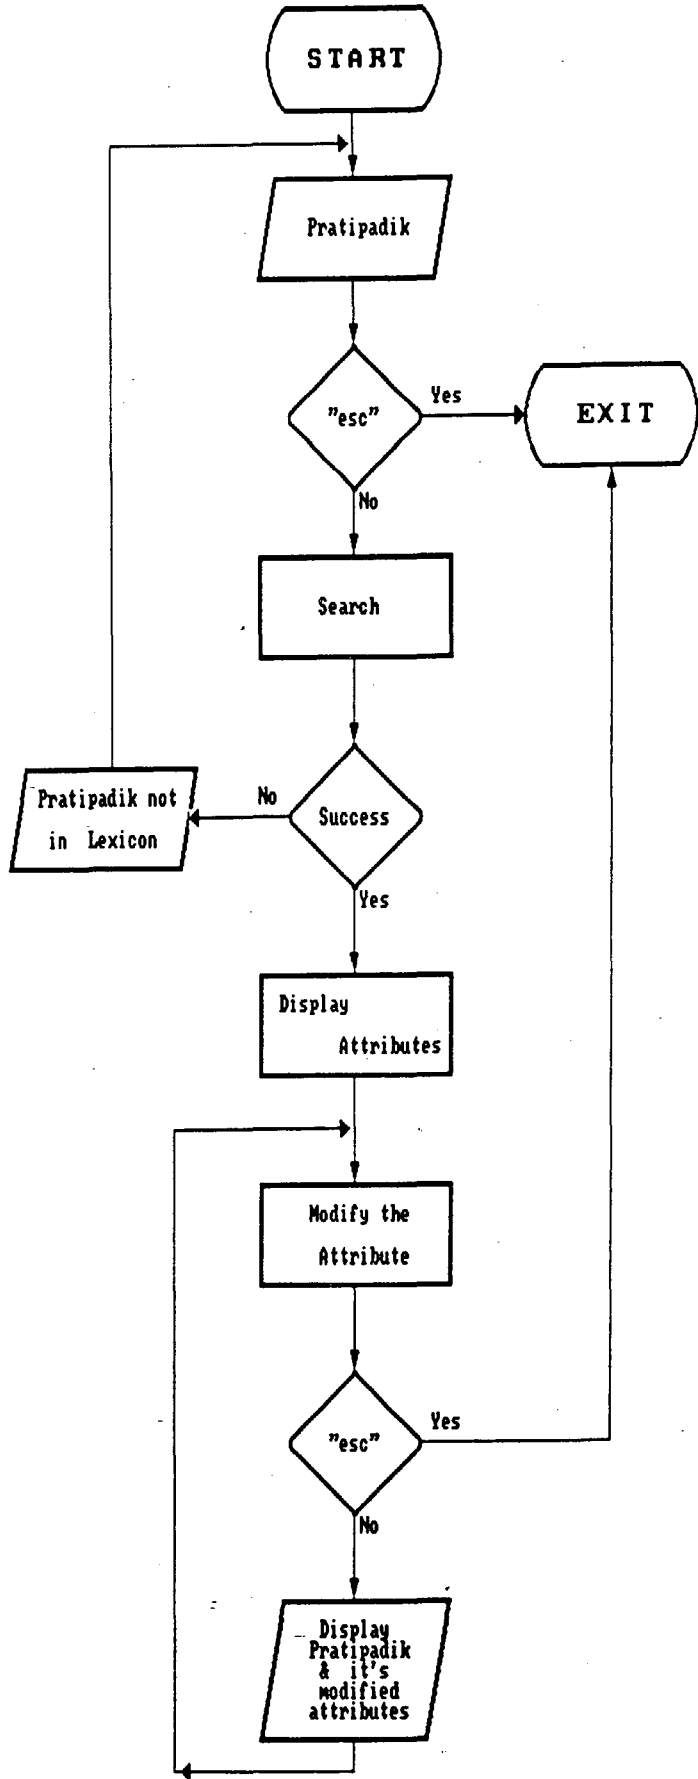 START
Pratipadik
"esc"
Yes
EXIT
No
Search
Success
No
Pratipadik not
in Lexicon
Yes
Display
Attributes
Modify the
Attribute
"esc"
Yes
No
Display
Pratipadik
& it's
modified
attributes